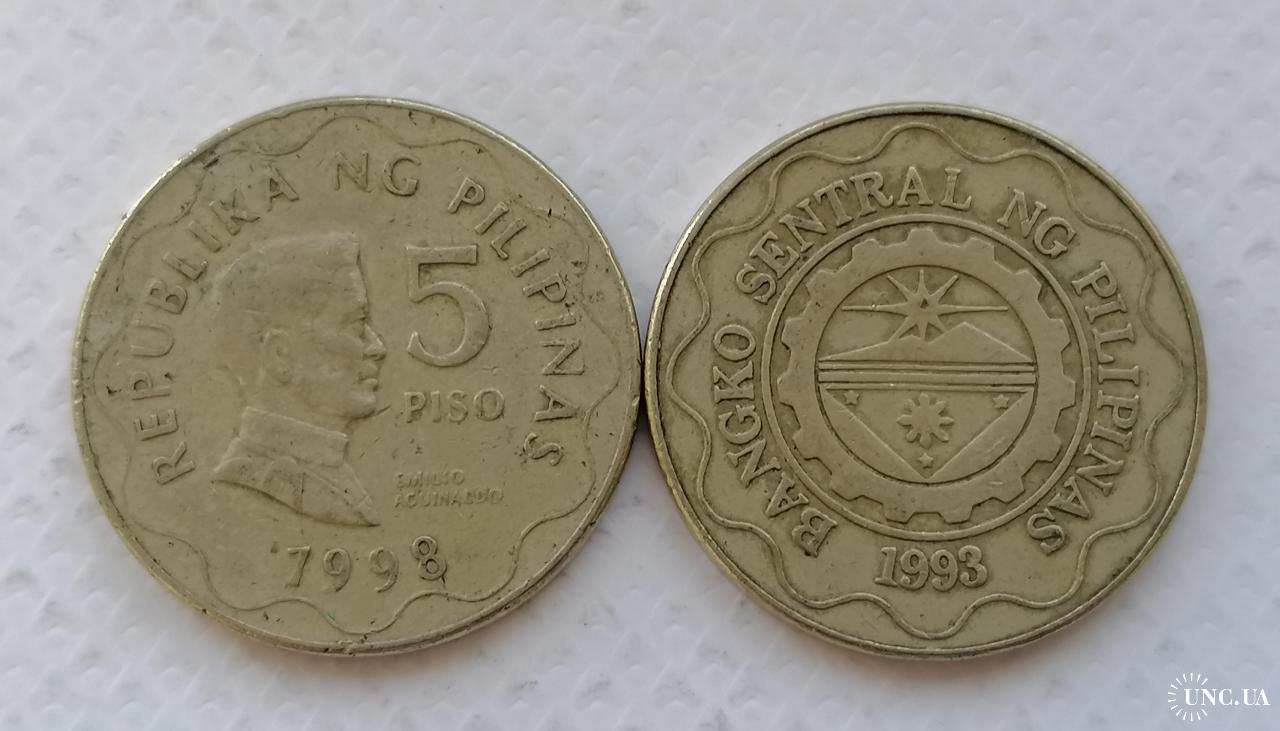 REPUBLIKA NG PILIPINAS
5
PISO
EMILIO
AGUINALDO
1998
BANGKO SENTRAL NG PILIPINAS
1993
UNC.UA